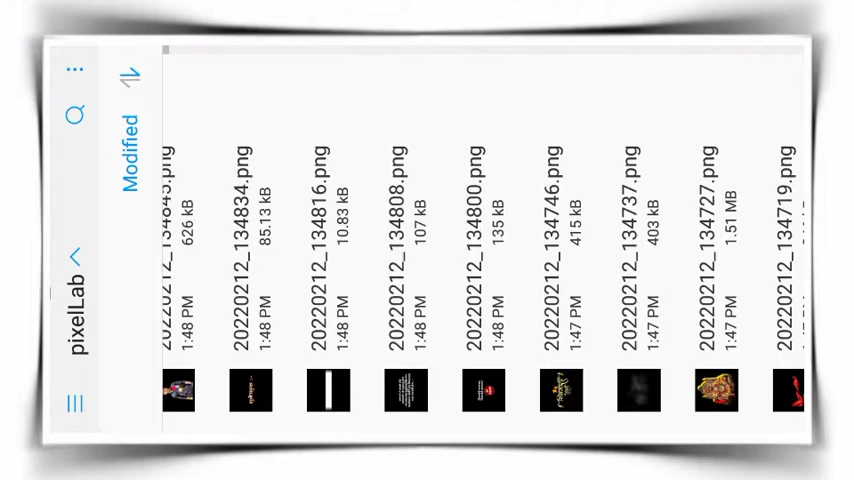 pixelLab
Modified
20220212_134845.png
1:48 PM 626 kB
20220212_134834.png
1:48 PM 85.13 kB
20220212_134816.png
1:48 PM 10.83 kB
20220212_134808.png
1:48 PM 107 kB
20220212_134800.png
1:48 PM 135 kB
20220212_134746.png
1:47 PM 415 kB
20220212_134737.png
1:47 PM 403 kB
20220212_134727.png
1:47 PM 1.51 MB
20220212_134719.png